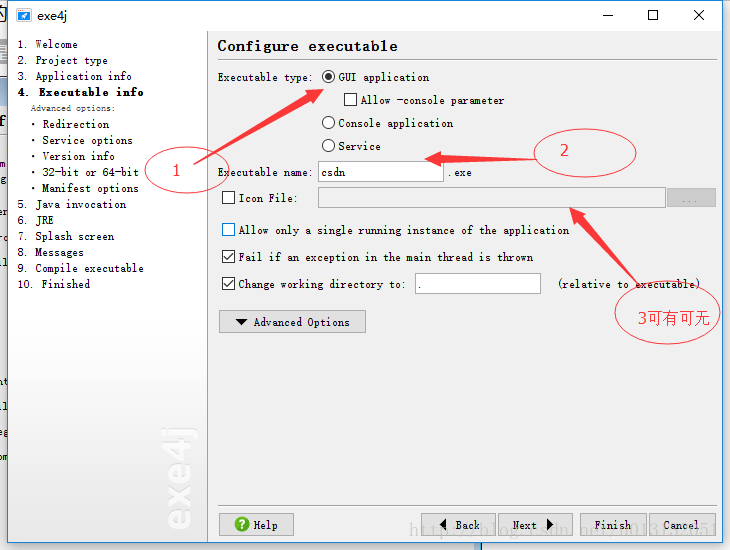 exe4j
1. Welcome
2. Project type
3. Application info
4. Executable info
Advanced options:
· Redirection
· Service options
· Version info
· 32-bit or 64-bit
· Manifest options
5. Java invocation
6. JRE
7. Splash screen
8. Messages
9. Compile executable
10. Finished
exe4j
Configure executable
Executable type: GUI application
Allow -console parameter
Console application
Service
1
2
Executable name: csdn .exe
Icon File: ...
Allow only a single running instance of the application
Fail if an exception in the main thread is thrown
Change working directory to: . (relative to executable)
3可有可无
Advanced Options
Help
Back
Next
Finish
Cancel